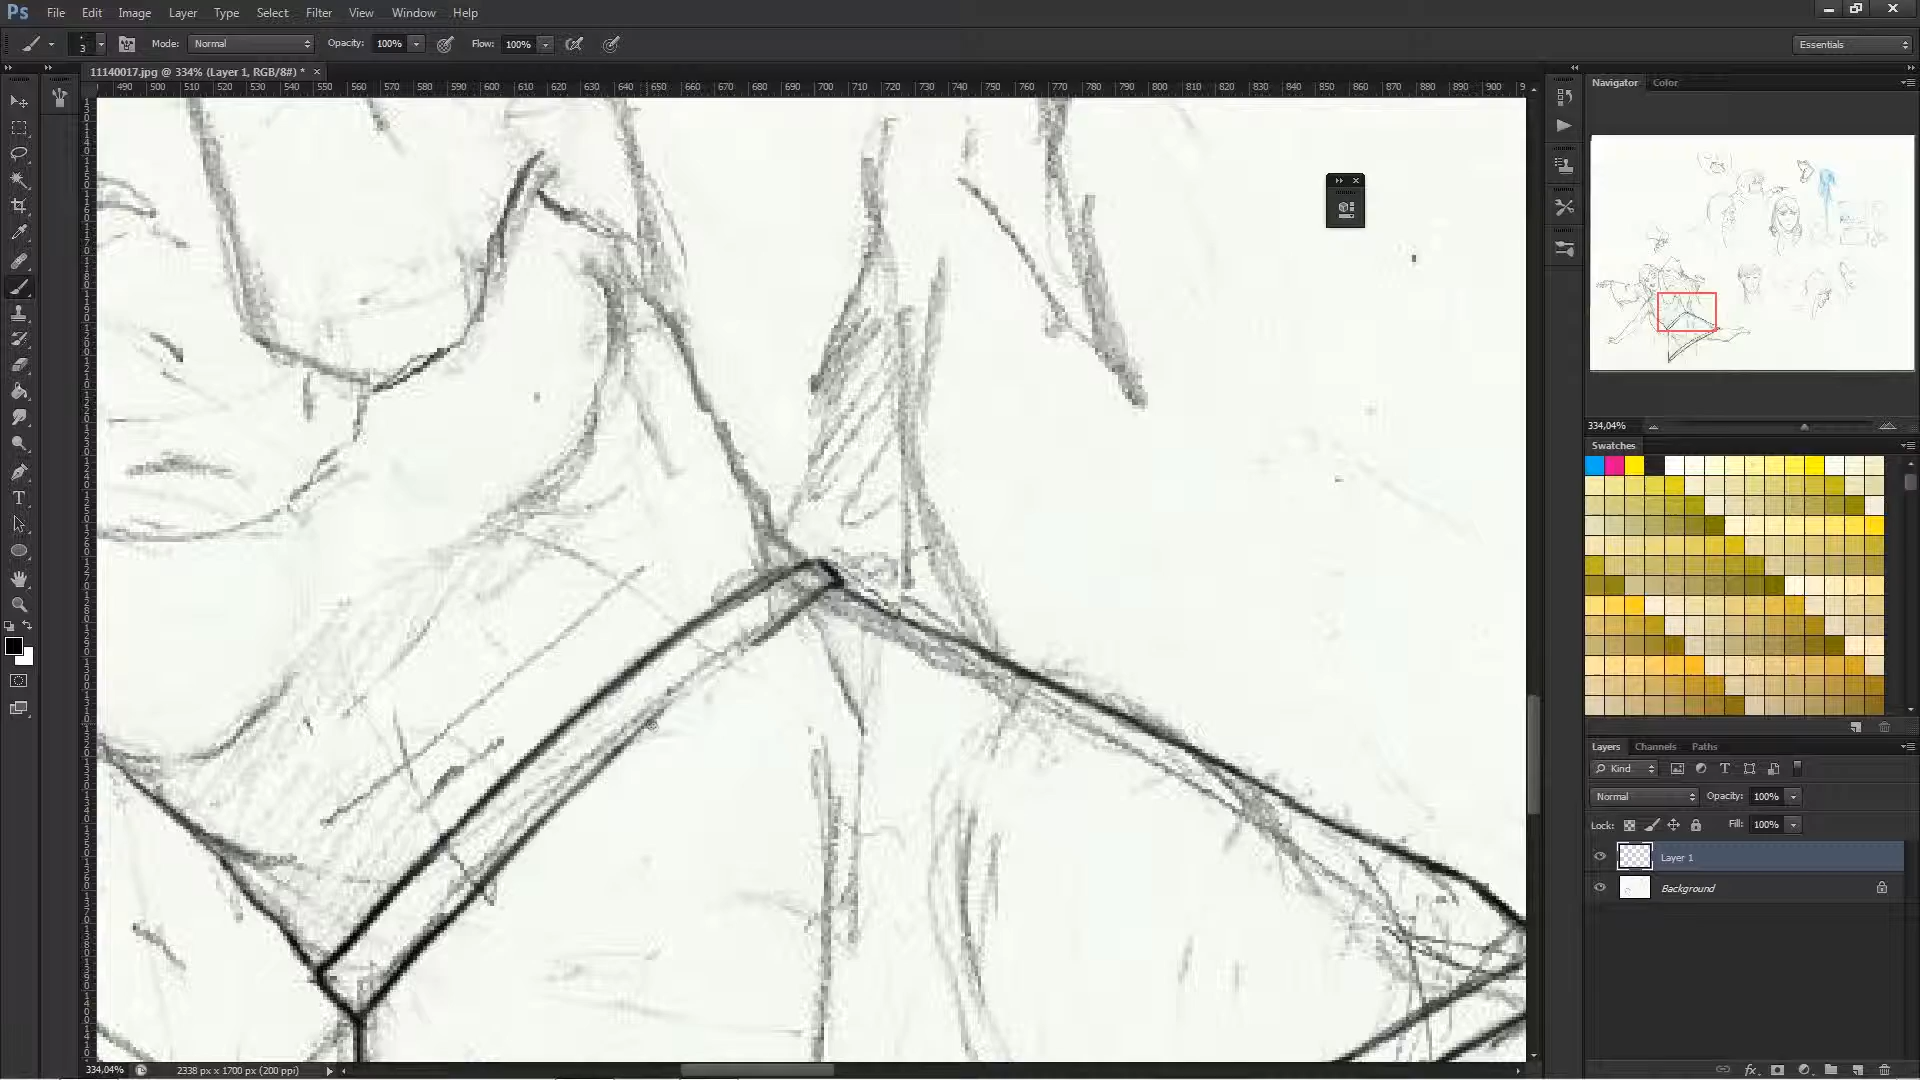 Ps File Edit Image Layer Type Select Filter View Window Help
3 Mode: Normal Opacity: 100% Flow: 100% Essentials
11140017.jpg @ 334% (Layer 1, RGB/8#) * ×
490 500 510 520 530 540 550 560 570 580 590 600 610 620 630 640 650 660 670 680 690 700 710 720 730 740 750 760 770 780 790 800 810 820 830 840 850 860 870 880 890 900 9
Navigator Color
334,04%
Swatches
Layers Channels Paths
Kind
Normal Opacity: 100%
Lock: Fill: 100%
Layer 1
Background
334,04% 2338 px x 1700 px (200 ppi)